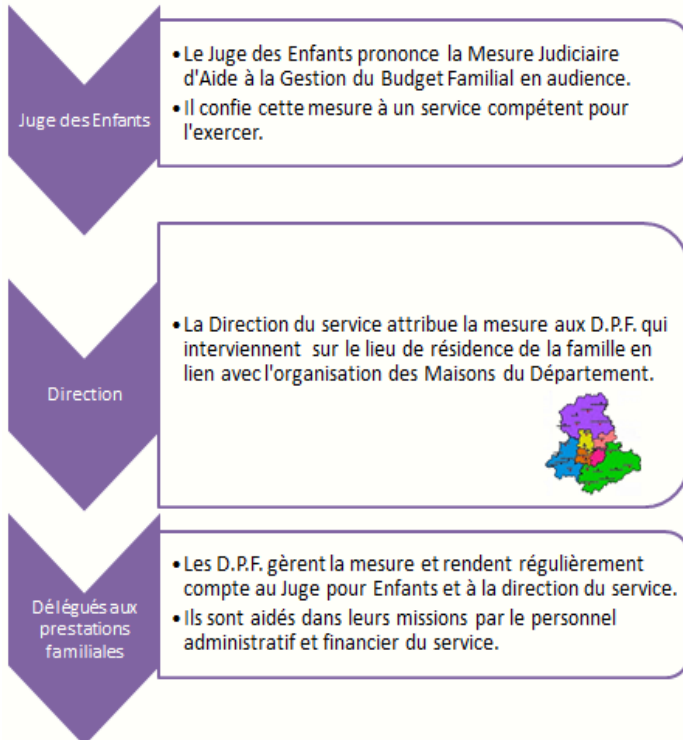 Juge des Enfants
• Le Juge des Enfants prononce la Mesure Judiciaire
d'Aide à la Gestion du Budget Familial en audience.
• Il confie cette mesure à un service compétent pour
l'exercer.
Direction
• La Direction du service attribue la mesure aux D.P.F. qui
interviennent sur le lieu de résidence de la famille en
lien avec l'organisation des Maisons du Département.
Délégués aux
prestations
familiales
• Les D.P.F. gèrent la mesure et rendent régulièrement
compte au Juge pour Enfants et à la direction du service.
• Ils sont aidés dans leurs missions par le personnel
administratif et financier du service.